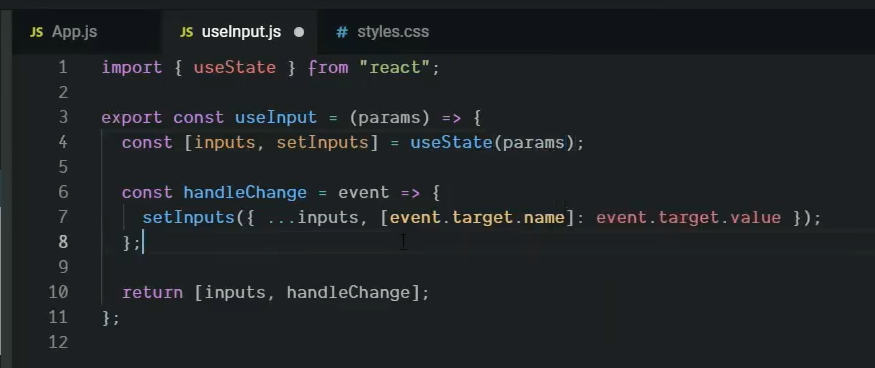 JS App.js JS useInput.js # styles.css
1 import { useState } from "react";
2
3 export const useInput = (params) => {
4 const [inputs, setInputs] = useState(params);
5
6 const handleChange = event => {
7 setInputs({ ...inputs, [event.target.name]: event.target.value });
8 };
9
10 return [inputs, handleChange];
11 };
12